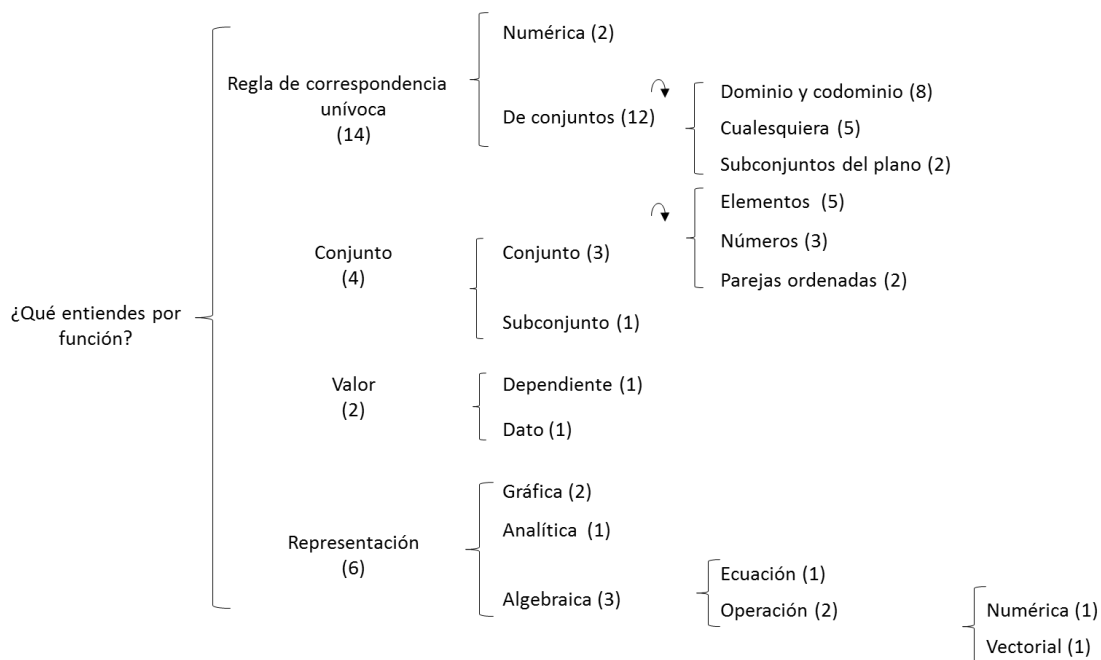 ¿Qué entiendes por
función?
Regla de correspondencia
unívoca
(14)
Numérica (2)
De conjuntos (12)
Dominio y codominio (8)
Cualesquiera (5)
Subconjuntos del plano (2)
Conjunto
(4)
Conjunto (3)
Elementos (5)
Números (3)
Parejas ordenadas (2)
Subconjunto (1)
Valor
(2)
Dependiente (1)
Dato (1)
Representación
(6)
Gráfica (2)
Analítica (1)
Algebraica (3)
Ecuación (1)
Operación (2)
Numérica (1)
Vectorial (1)